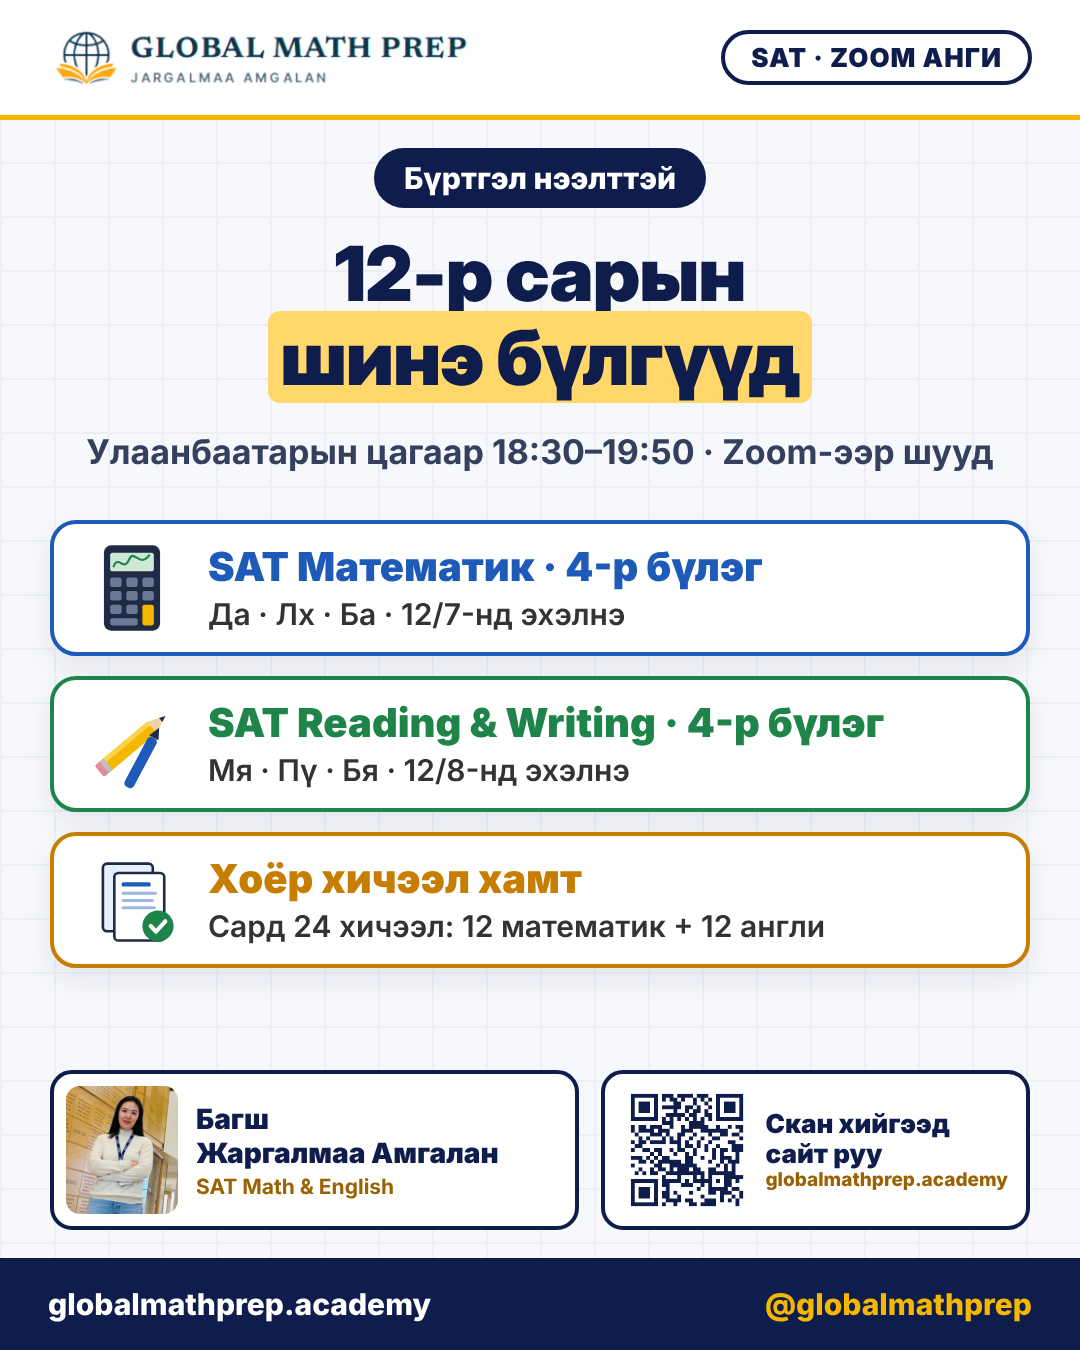 GLOBAL MATH PREP
JARGALMAA AMGALAN
SAT · ZOOM АНГИ
Бүртгэл нээлттэй
12-р сарын
шинэ бүлгүүд
Улаанбаатарын цагаар 18:30–19:50 · Zoom-ээр шууд
SAT Математик · 4-р бүлэг
Да · Лх · Ба · 12/7-нд эхэлнэ
SAT Reading & Writing · 4-р бүлэг
Мя · Пү · Бя · 12/8-нд эхэлнэ
Хоёр хичээл хамт
Сард 24 хичээл: 12 математик + 12 англи
Багш
Жаргалмаа Амгалан
SAT Math & English
Скан хийгээд
сайт руу
globalmathprep.academy
globalmathprep.academy
@globalmathprep